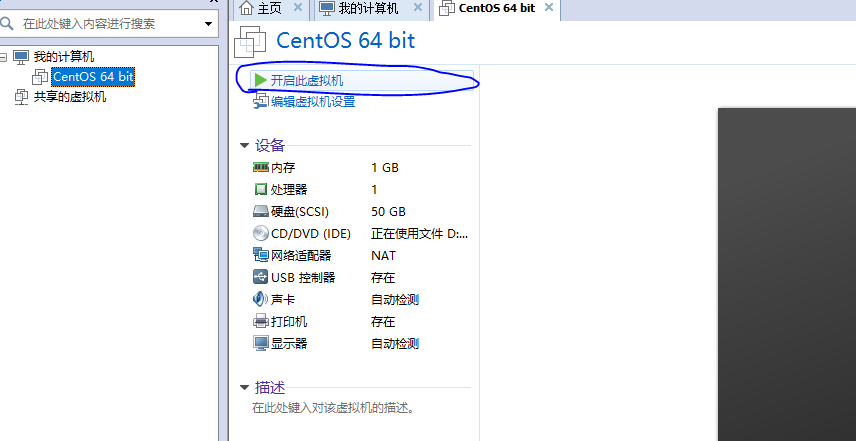 主页
我的计算机
CentOS 64 bit
在此处键入内容进行搜索
我的计算机
CentOS 64 bit
共享的虚拟机
CentOS 64 bit
开启此虚拟机
编辑虚拟机设置
设备
内存 1 GB
处理器 1
硬盘(SCSI) 50 GB
CD/DVD (IDE) 正在使用文件 D:...
网络适配器 NAT
USB 控制器 存在
声卡 自动检测
打印机 存在
显示器 自动检测
描述
在此处键入对该虚拟机的描述。